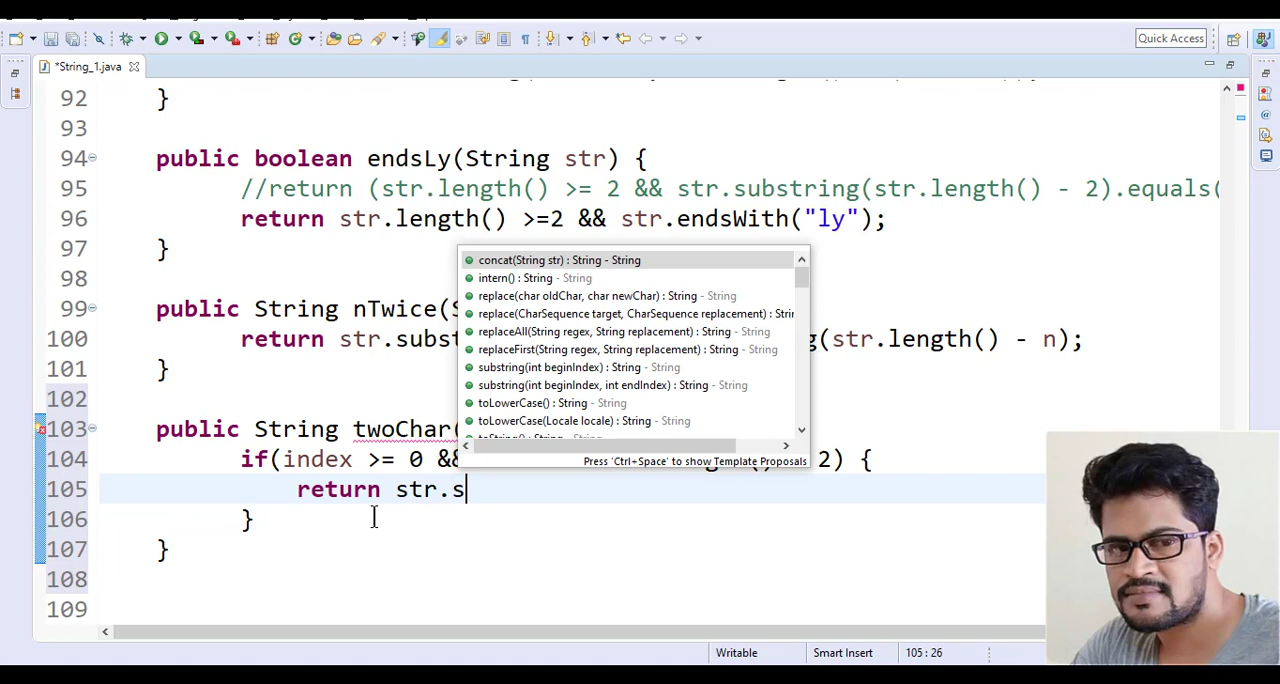 Quick Access
*String_1.java
92 }
93
94 public boolean endsLy(String str) {
95 //return (str.length() >= 2 && str.substring(str.length() - 2).equals(
96 return str.length() >=2 && str.endsWith("ly");
97 }
98
99 public String nTwice(
100 return str.subst g(str.length() - n);
101 }
102
103 public String twoChar(
104 if(index >= 0 && 2) {
105 return str.s
106 }
107 }
108
109
concat(String str) : String - String
intern() : String - String
replace(char oldChar, char newChar) : String - String
replace(CharSequence target, CharSequence replacement) : Strin
replaceAll(String regex, String replacement) : String - String
replaceFirst(String regex, String replacement) : String - String
substring(int beginIndex) : String - String
substring(int beginIndex, int endIndex) : String - String
toLowerCase() : String - String
toLowerCase(Locale locale) : String - String
Press 'Ctrl+Space' to show Template Proposals
Writable Smart Insert 105 : 26